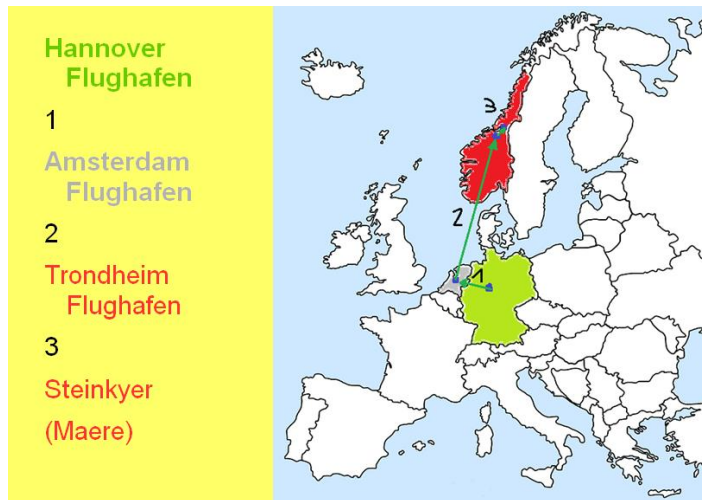 Hannover
Flughafen
1
Amsterdam
Flughafen
2
Trondheim
Flughafen
3
Steinkyer
(Maere)
3
2
1